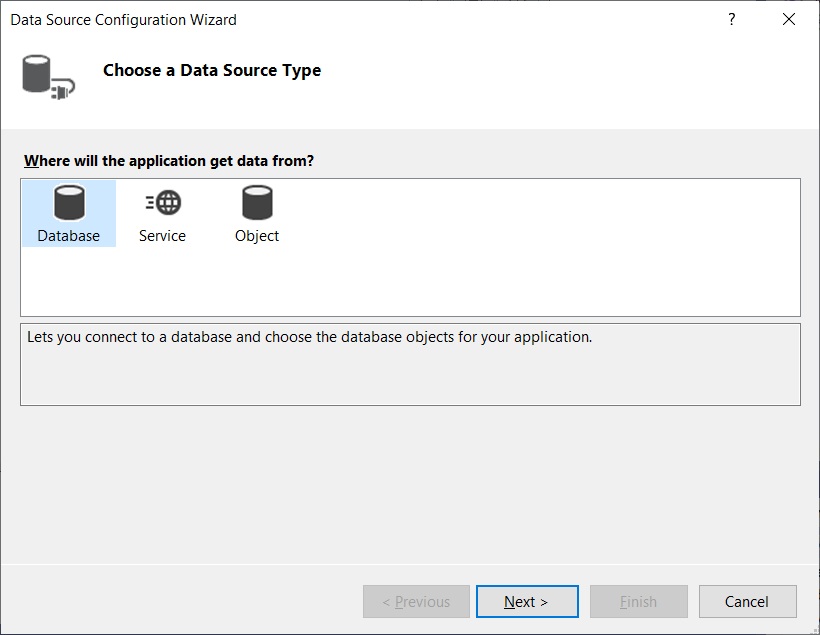 Data Source Configuration Wizard
?
Choose a Data Source Type
Where will the application get data from?
Database
Service
Object
Lets you connect to a database and choose the database objects for your application.
< Previous
Next >
Finish
Cancel